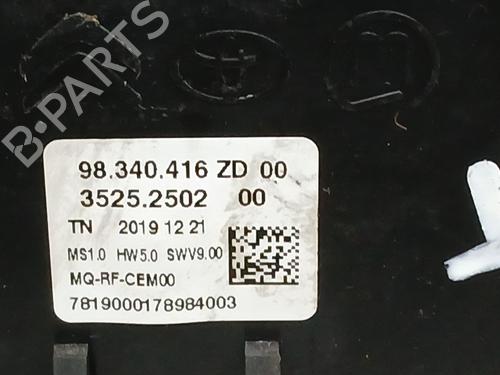 B-PARTS
98.340.416 ZD 00
3525.2502 00
TN 2019 12 21
MS1.0 HW5.0 SWV9.00
MQ-RF-CEM00
7819000178984003